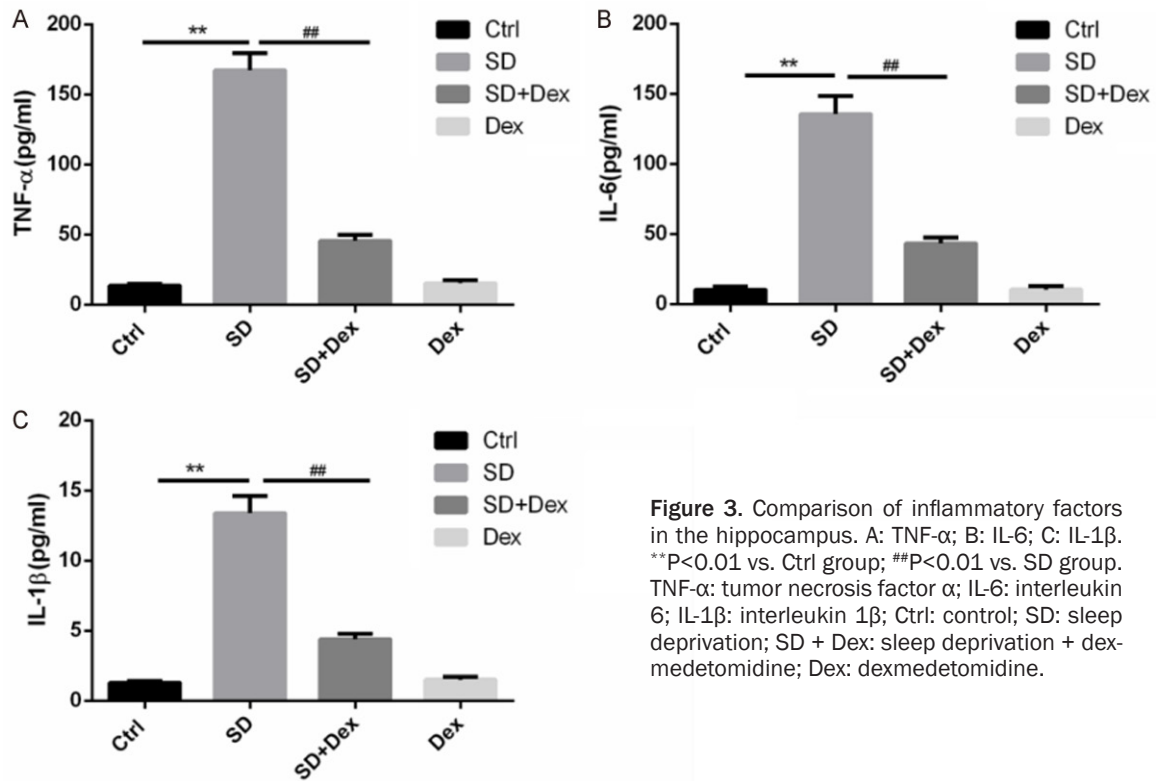 A
200
150
100
50
0
TNF-α(pg/ml)
**
##
Ctrl
SD
SD+Dex
Dex
Ctrl
SD
SD+Dex
Dex
B
200
150
100
50
0
IL-6(pg/ml)
**
##
Ctrl
SD
SD+Dex
Dex
Ctrl
SD
SD+Dex
Dex
C
20
15
10
5
0
IL-1β(pg/ml)
**
##
Ctrl
SD
SD+Dex
Dex
Ctrl
SD
SD+Dex
Dex
Figure 3. Comparison of inflammatory factors
in the hippocampus. A: TNF-α; B: IL-6; C: IL-1β.
**P<0.01 vs. Ctrl group; ##P<0.01 vs. SD group.
TNF-α: tumor necrosis factor α; IL-6: interleukin
6; IL-1β: interleukin 1β; Ctrl: control; SD: sleep
deprivation; SD + Dex: sleep deprivation + dex-
medetomidine; Dex: dexmedetomidine.